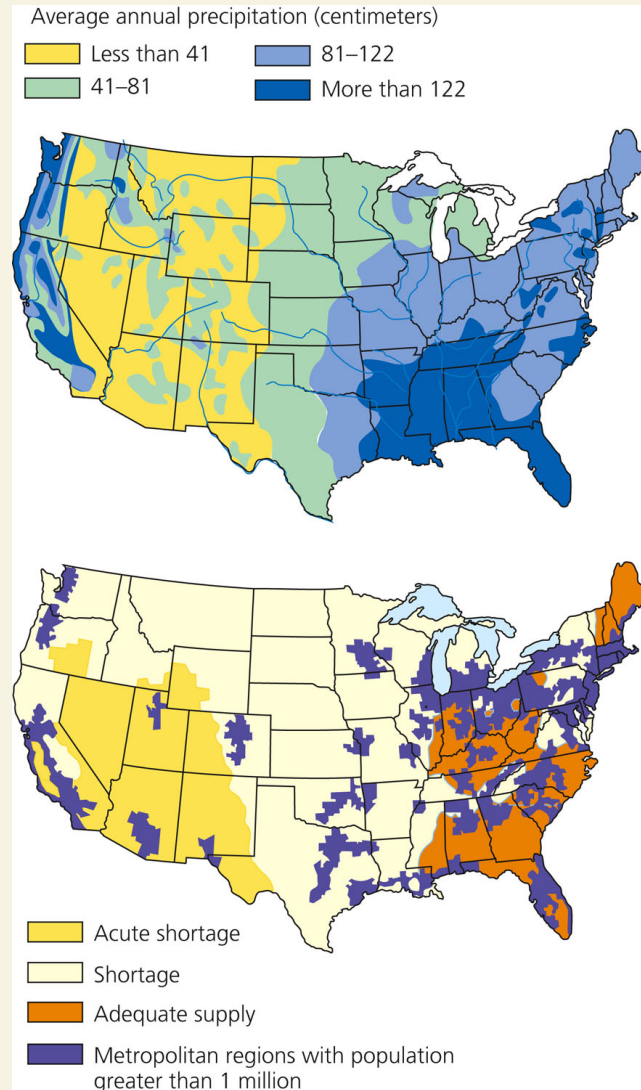 Average annual precipitation (centimeters)
Less than 41
81–122
41–81
More than 122
Acute shortage
Shortage
Adequate supply
Metropolitan regions with population
greater than 1 million